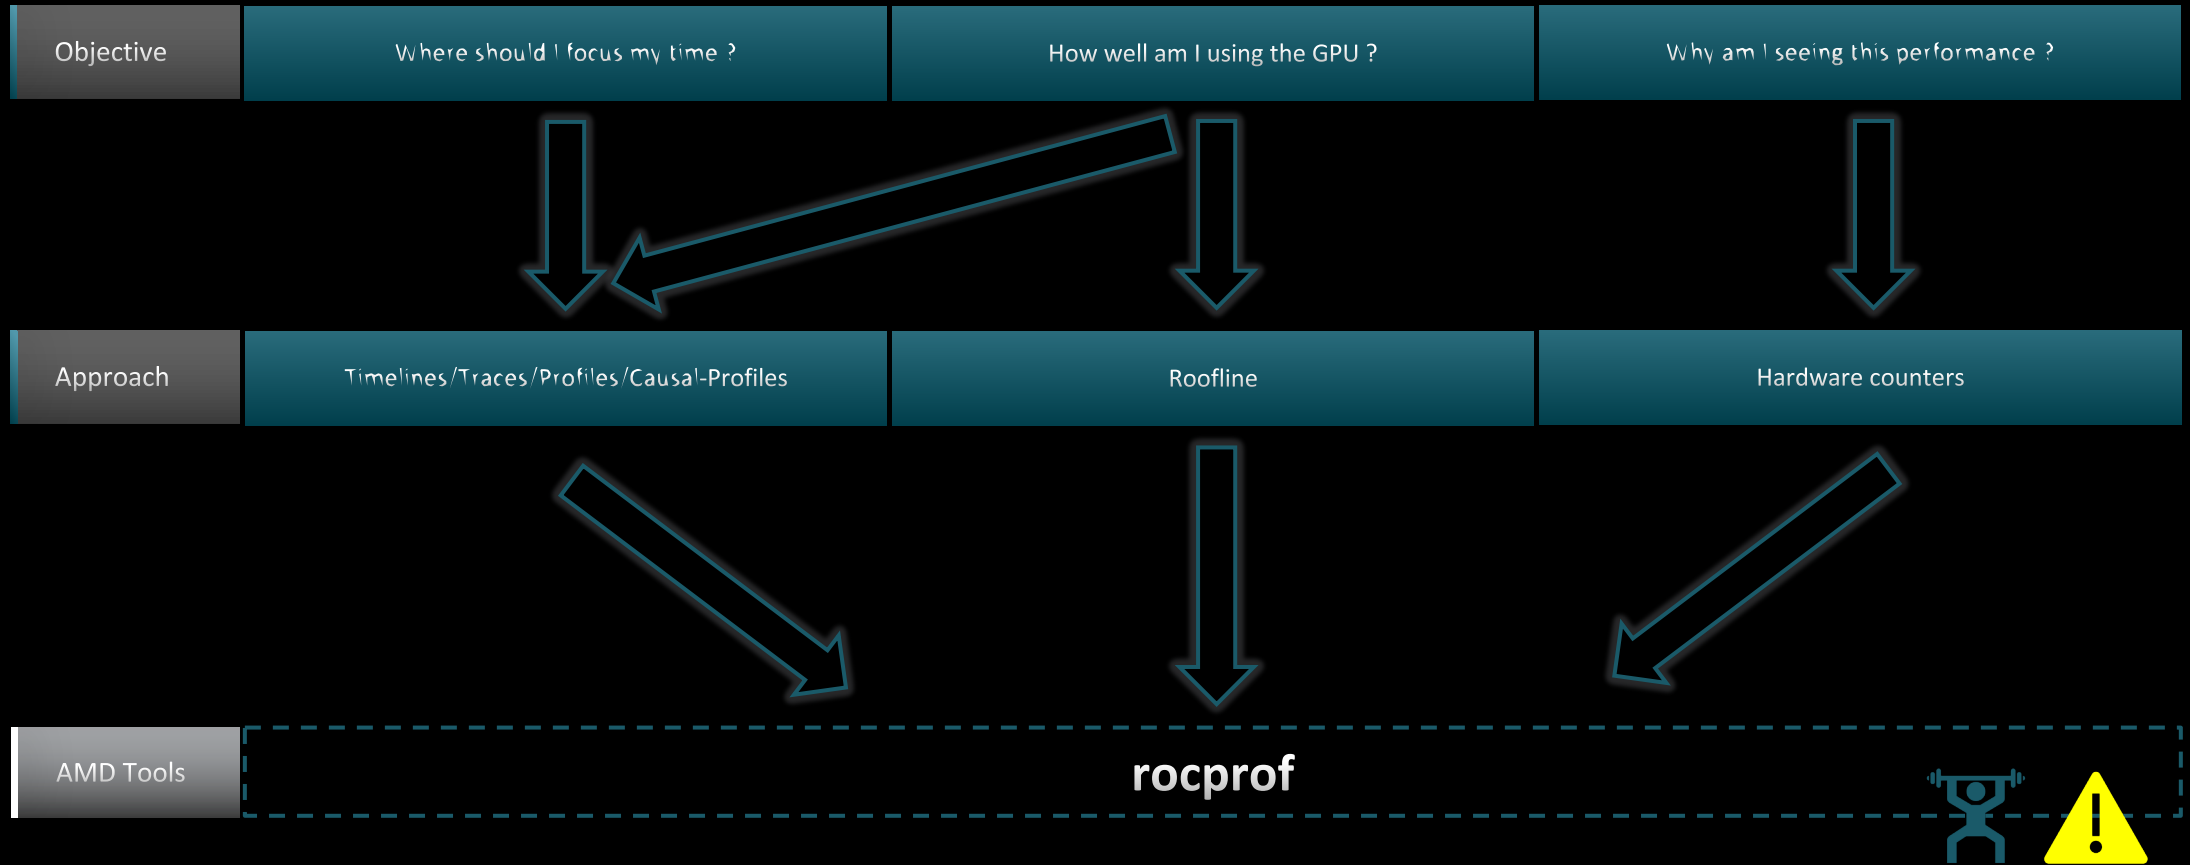 Objective
Where should I focus my time ?
How well am I using the GPU ?
Why am I seeing this performance ?
Approach
Timelines/Traces/Profiles/Causal-Profiles
Roofline
Hardware counters
AMD Tools
rocprof